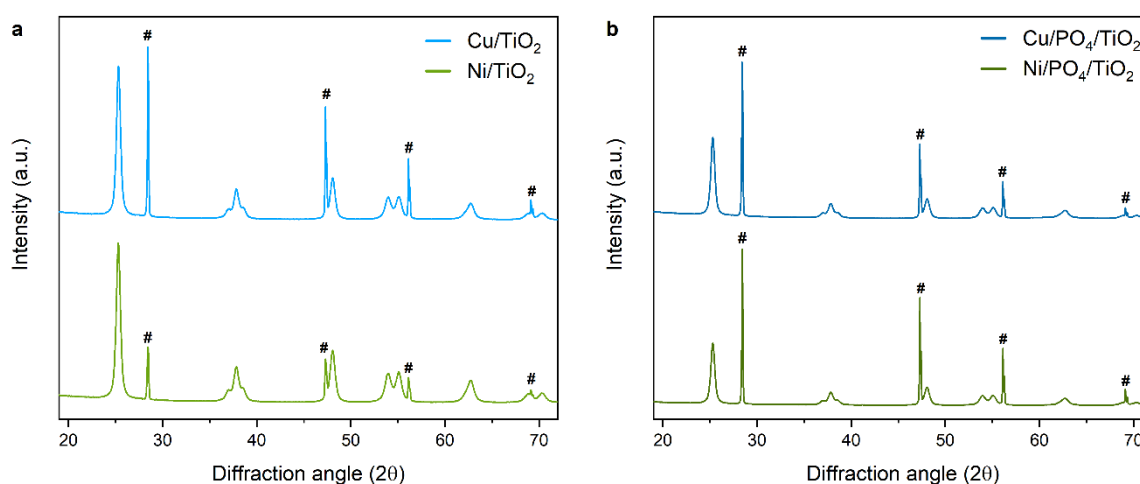 a
Cu/TiO₂
Ni/TiO₂
#
#
#
#
#
#
#
#
Intensity (a.u.)
20 30 40 50 60 70
Diffraction angle (2θ)
b
Cu/PO₄/TiO₂
Ni/PO₄/TiO₂
#
#
#
#
#
#
#
#
Intensity (a.u.)
20 30 40 50 60 70
Diffraction angle (2θ)